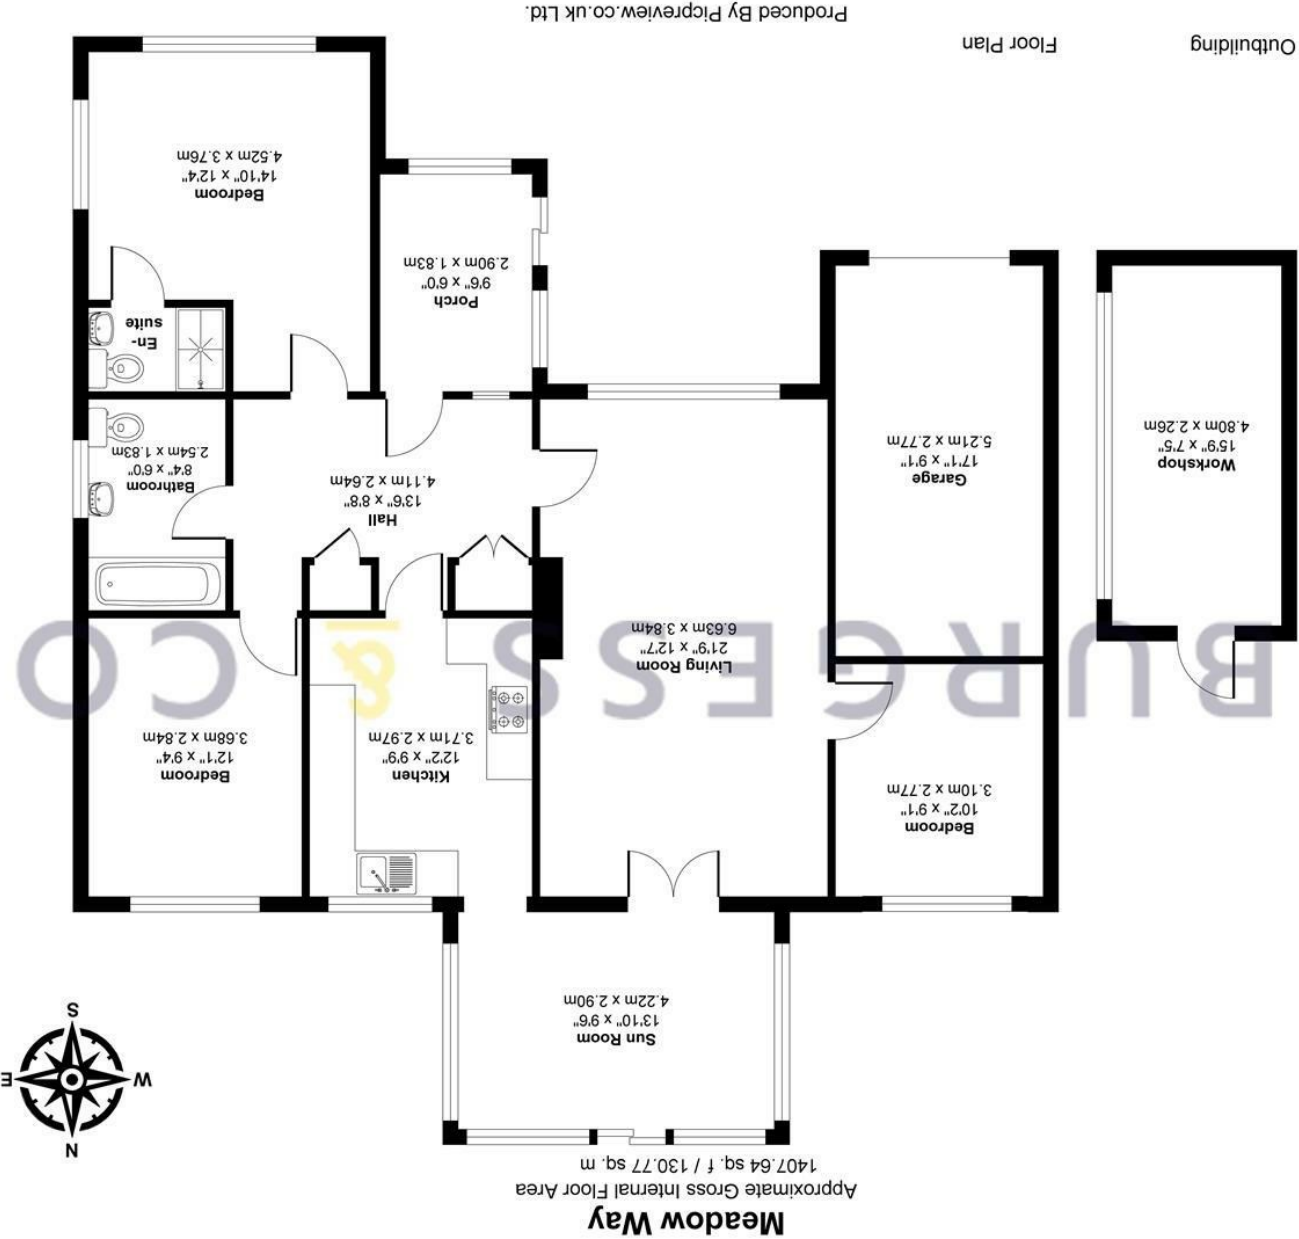 Meadow Way
Approximate Gross Internal Floor Area
1407.64 sq. f / 130.77 sq. m
N
W
E
S
Sun Room
13'10" x 9'6"
4.22m x 2.90m
Bedroom
10'2" x 9'1"
3.10m x 2.77m
Kitchen
12'2" x 9'9"
3.71m x 2.97m
Bedroom
12'1" x 9'4"
3.68m x 2.84m
BURGESS & CO
Living Room
21'9" x 12'7"
6.63m x 3.84m
Hall
13'6" x 8'8"
4.11m x 2.64m
Bathroom
8'4" x 6'0"
2.54m x 1.83m
Workshop
15'9" x 7'5"
4.80m x 2.26m
Garage
17'1" x 9'1"
5.21m x 2.77m
En-
suite
Porch
9'6" x 6'0"
2.90m x 1.83m
Bedroom
14'10" x 12'4"
4.52m x 3.76m
Outbuilding
Floor Plan
Produced By Picpreview.co.uk Ltd.